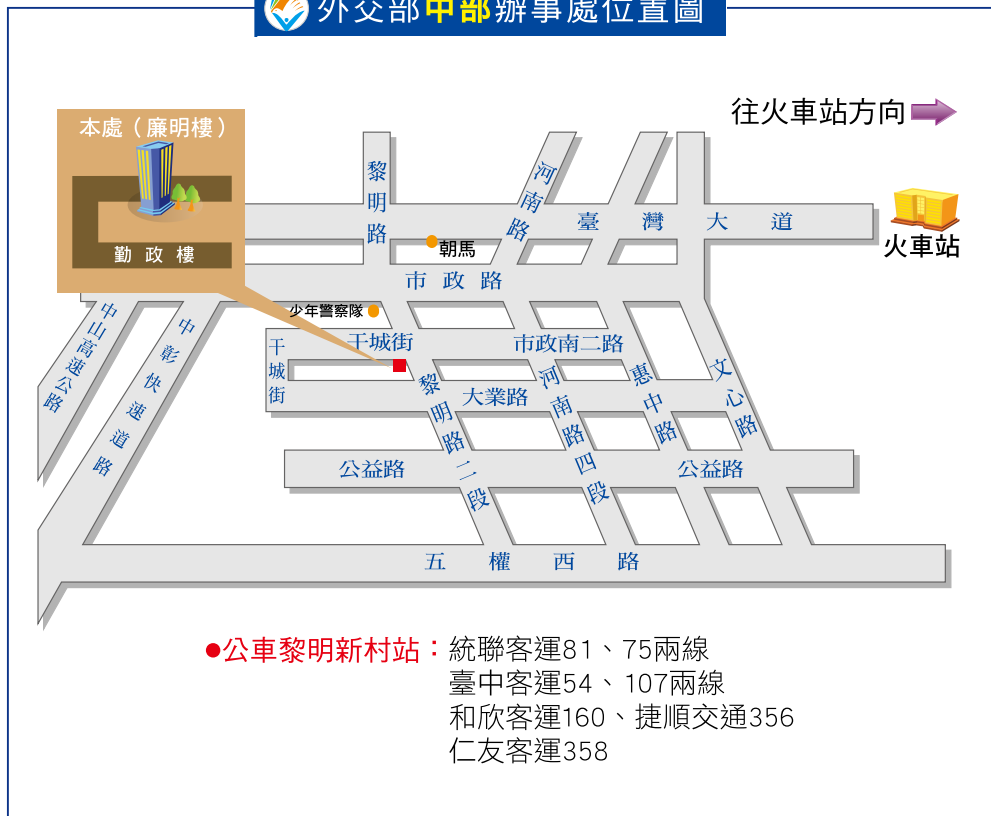 外交部中部辦事處位置圖
往火車站方向
本處（廉明樓）
勤政樓
黎明路
河南路
臺灣大道
火車站
朝馬
市政路
少年警察隊
中山高速公路
中彰快速道路
干城街
干城街
市政南二路
黎明路二段
大業路
河南路四段
惠中路
文心路
公益路
公益路
五權西路
●公車黎明新村站：統聯客運81、75兩線
臺中客運54、107兩線
和欣客運160、捷順交通356
仁友客運358